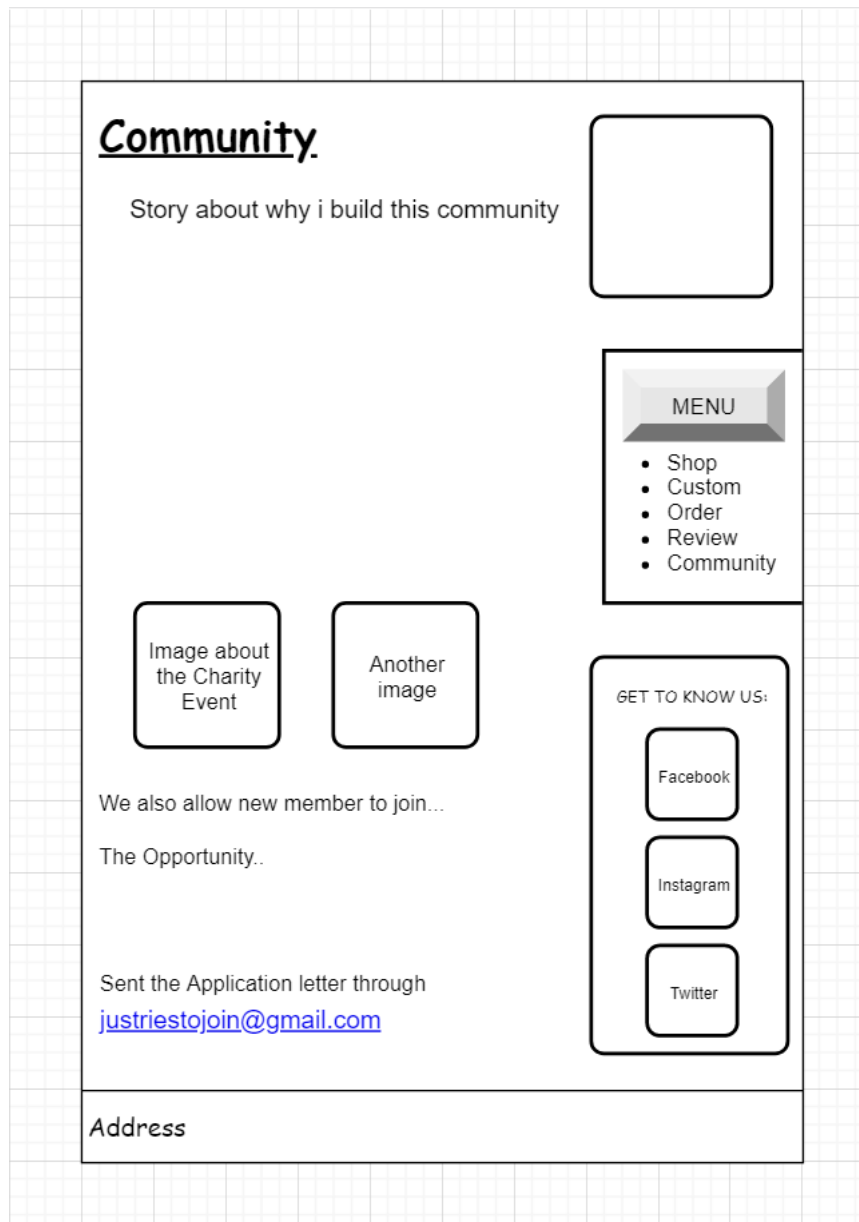 Community
Story about why i build this community
MENU
Shop
Custom
Order
Review
Community
Image about
the Charity
Event
Another
image
GET TO KNOW US:
Facebook
Instagram
Twitter
We also allow new member to join...
The Opportunity..
Sent the Application letter through
justriestojoin@gmail.com
Address